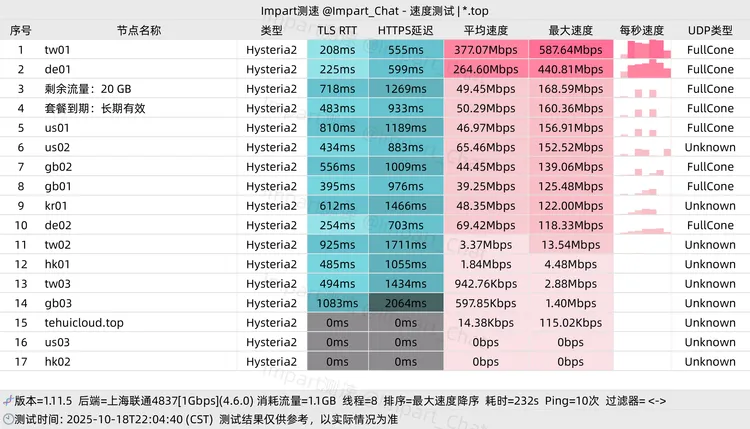 Impart测速 @Impart_Chat - 速度测试 | *.top
序号 节点名称 类型 TLS RTT HTTPS延迟 平均速度 最大速度 每秒速度 UDP类型
1 tw01 Hysteria2 208ms 555ms 377.07Mbps 587.64Mbps FullCone
2 de01 Hysteria2 225ms 599ms 264.60Mbps 440.81Mbps FullCone
3 剩余流量：20 GB Hysteria2 718ms 1269ms 49.45Mbps 168.59Mbps FullCone
4 套餐到期：长期有效 Hysteria2 483ms 933ms 50.29Mbps 160.36Mbps FullCone
5 us01 Hysteria2 810ms 1189ms 46.97Mbps 156.91Mbps FullCone
6 us02 Hysteria2 434ms 883ms 65.46Mbps 152.52Mbps Unknown
7 gb02 Hysteria2 556ms 1009ms 44.45Mbps 139.06Mbps FullCone
8 gb01 Hysteria2 395ms 976ms 39.25Mbps 125.48Mbps FullCone
9 kr01 Hysteria2 612ms 1466ms 48.35Mbps 122.00Mbps Unknown
10 de02 Hysteria2 254ms 703ms 69.42Mbps 118.33Mbps FullCone
11 tw02 Hysteria2 925ms 1711ms 3.37Mbps 13.54Mbps Unknown
12 hk01 Hysteria2 485ms 1055ms 1.84Mbps 4.48Mbps Unknown
13 tw03 Hysteria2 494ms 1434ms 942.76Kbps 2.88Mbps Unknown
14 gb03 Hysteria2 1083ms 2064ms 597.85Kbps 1.40Mbps Unknown
15 tehuicloud.top Hysteria2 0ms 0ms 14.38Kbps 115.02Kbps Unknown
16 us03 Hysteria2 0ms 0ms 0bps 0bps Unknown
17 hk02 Hysteria2 0ms 0ms 0bps 0bps Unknown
版本=1.11.5 后端=上海联通4837[1Gbps](4.6.0) 消耗流量=1.1GB 线程=8 排序=最大速度降序 耗时=232s Ping=10次 过滤器= <->
测试时间：2025-10-18T22:04:40 (CST) 测试结果仅供参考，以实际情况为准